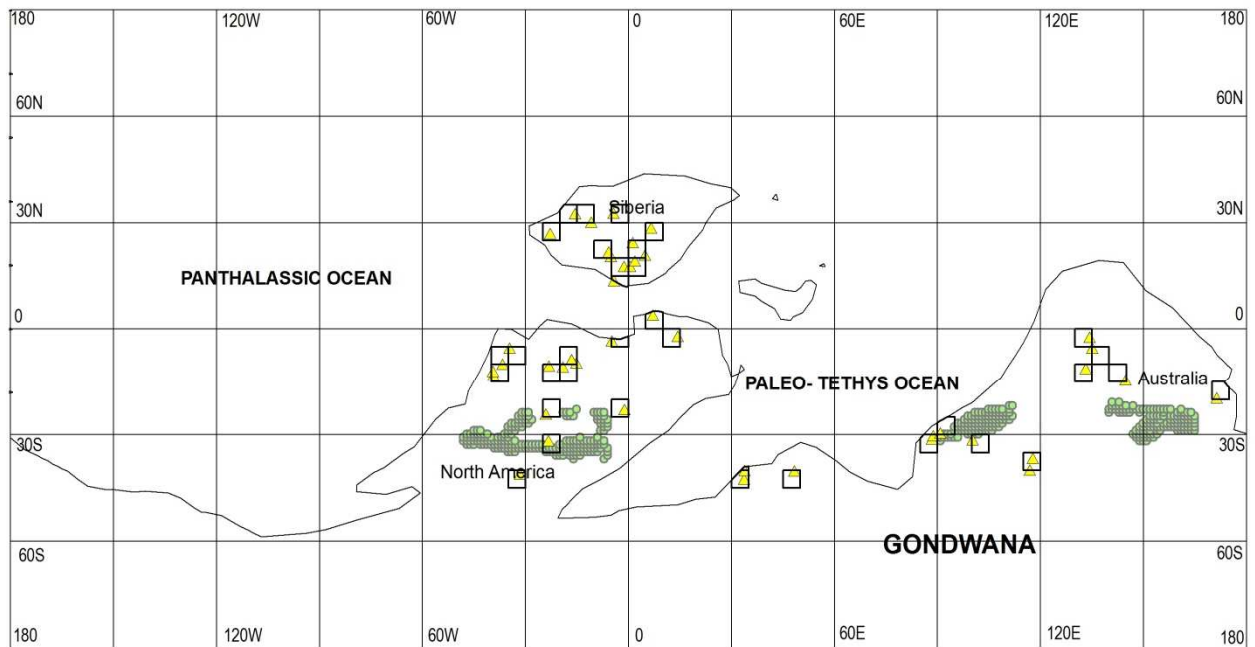 180 120W 60W 0 60E 120E 180
60N 60N
30N Siberia 30N
PANTHALASSIC OCEAN
0 0
PALEO- TETHYS OCEAN Australia
30S 30S
North America
60S GONDWANA 60S
180 120W 60W 0 60E 120E 180